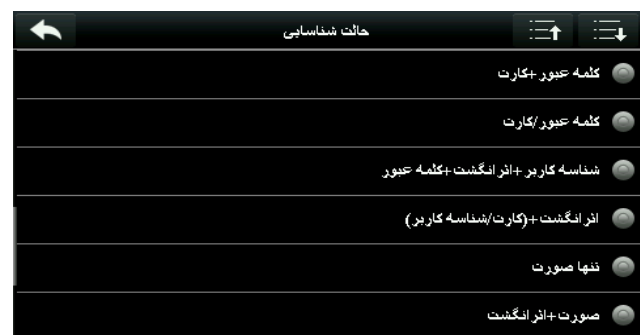 حالت شناسایی
کلمه عبور +کارت
کلمه عبور/کارت
شناسه کاربر +اثر انگشت+کلمه عبور
اثر انگشت+(کارت/شناسه کاربر)
تنها صورت
صورت+اثر انگشت